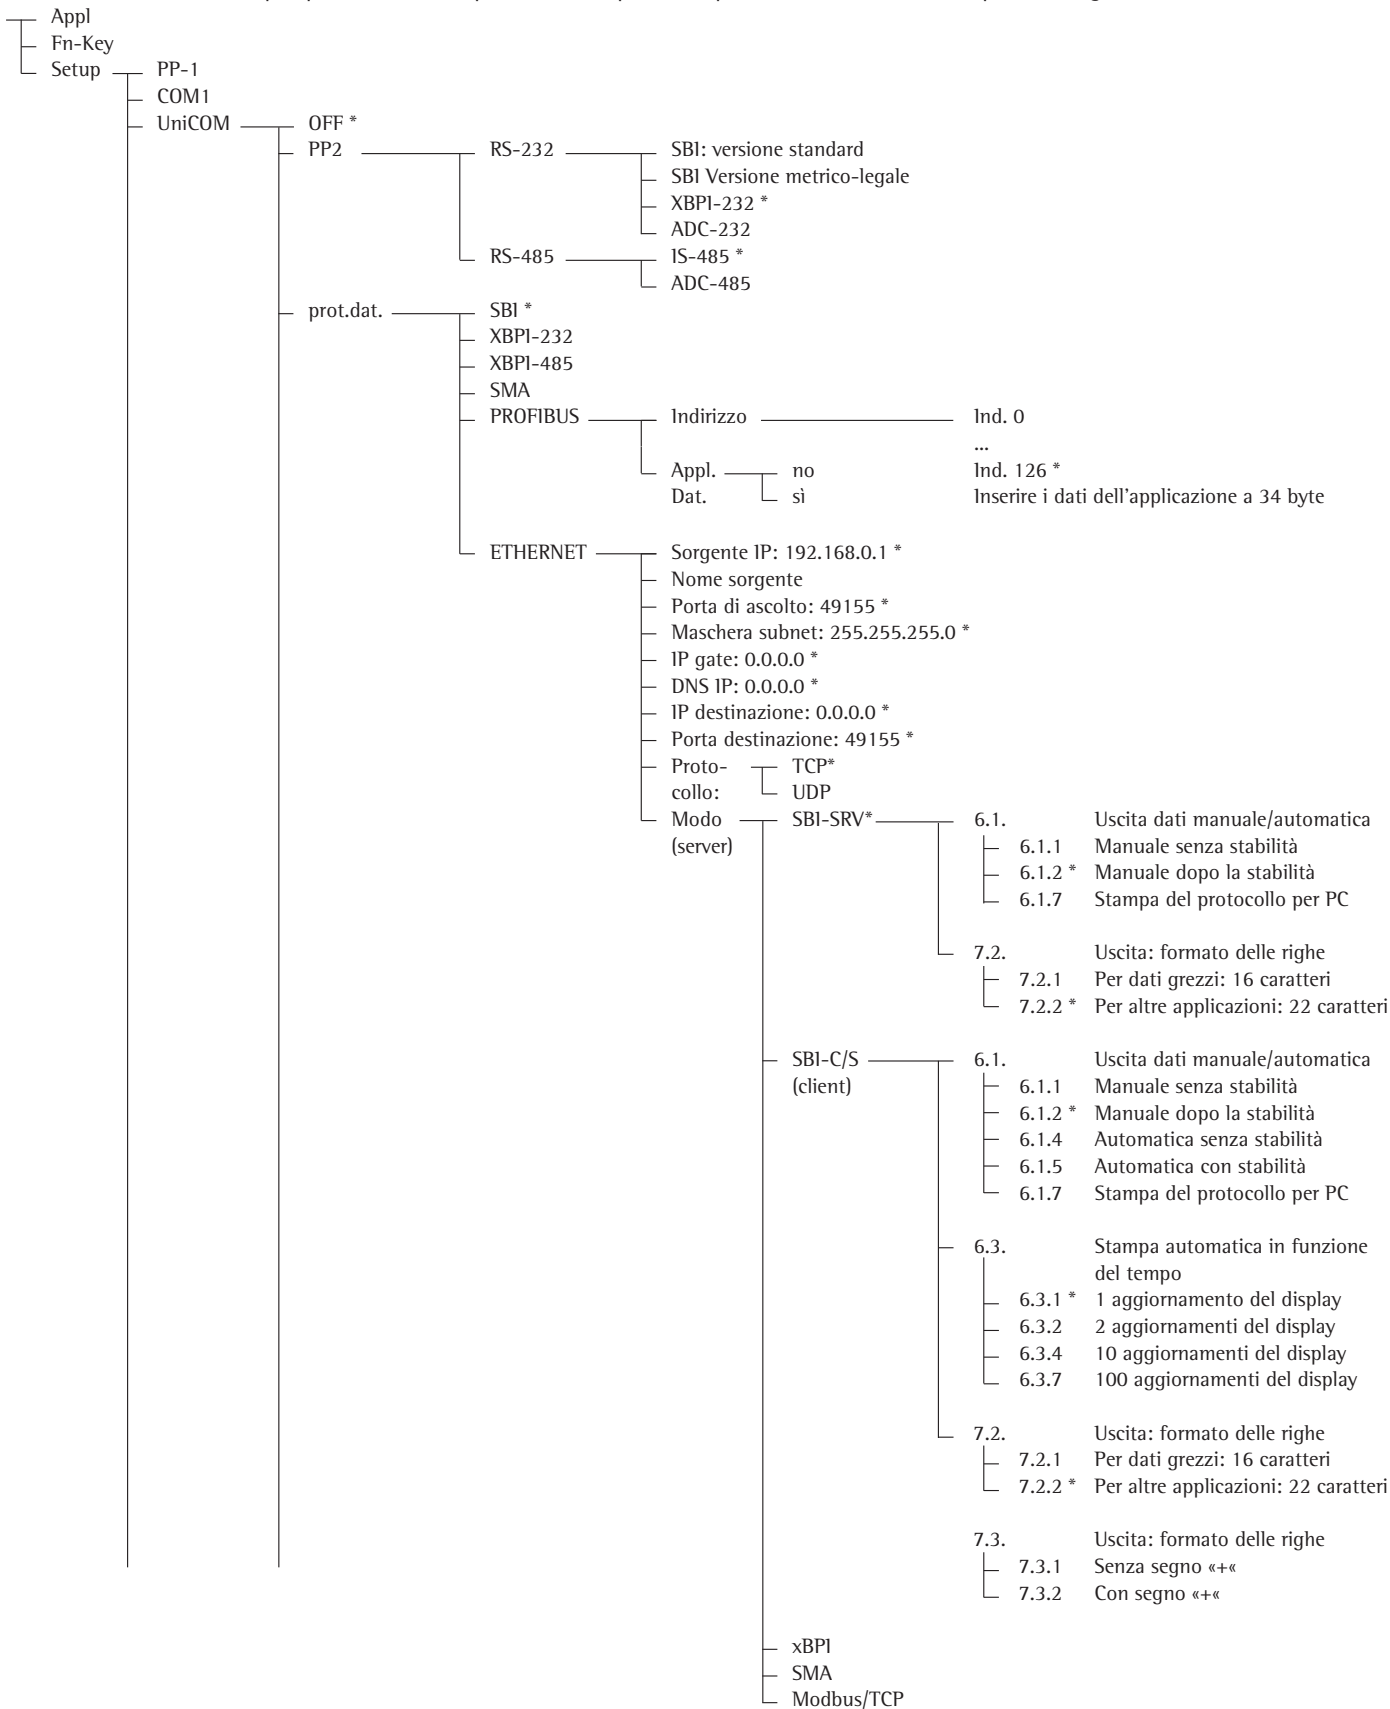 Appl
Fn-Key
Setup PP-1
COM1
UniCOM OFF *
PP2 RS-232 SBI: versione standard
SBI Versione metrico-legale
XBPI-232 *
ADC-232
RS-485 IS-485 *
ADC-485
prot.dat. SBI *
XBPI-232
XBPI-485
SMA
PROFIBUS Indirizzo Ind. 0
...
Appl. no Ind. 126 *
Dat. sì Inserire i dati dell'applicazione a 34 byte
ETHERNET Sorgente IP: 192.168.0.1 *
Nome sorgente
Porta di ascolto: 49155 *
Maschera subnet: 255.255.255.0 *
IP gate: 0.0.0.0 *
DNS IP: 0.0.0.0 *
IP destinazione: 0.0.0.0 *
Porta destinazione: 49155 *
Proto- TCP*
collo: UDP
Modo SBI-SRV* 6.1. Uscita dati manuale/automatica
(server) 6.1.1 Manuale senza stabilità
6.1.2 * Manuale dopo la stabilità
6.1.7 Stampa del protocollo per PC
7.2. Uscita: formato delle righe
7.2.1 Per dati grezzi: 16 caratteri
7.2.2 * Per altre applicazioni: 22 caratteri
SBI-C/S 6.1. Uscita dati manuale/automatica
(client) 6.1.1 Manuale senza stabilità
6.1.2 * Manuale dopo la stabilità
6.1.4 Automatica senza stabilità
6.1.5 Automatica con stabilità
6.1.7 Stampa del protocollo per PC
6.3. Stampa automatica in funzione
del tempo
6.3.1 * 1 aggiornamento del display
6.3.2 2 aggiornamenti del display
6.3.4 10 aggiornamenti del display
6.3.7 100 aggiornamenti del display
7.2. Uscita: formato delle righe
7.2.1 Per dati grezzi: 16 caratteri
7.2.2 * Per altre applicazioni: 22 caratteri
7.3. Uscita: formato delle righe
7.3.1 Senza segno «+«
7.3.2 Con segno «+«
xBPI
SMA
Modbus/TCP